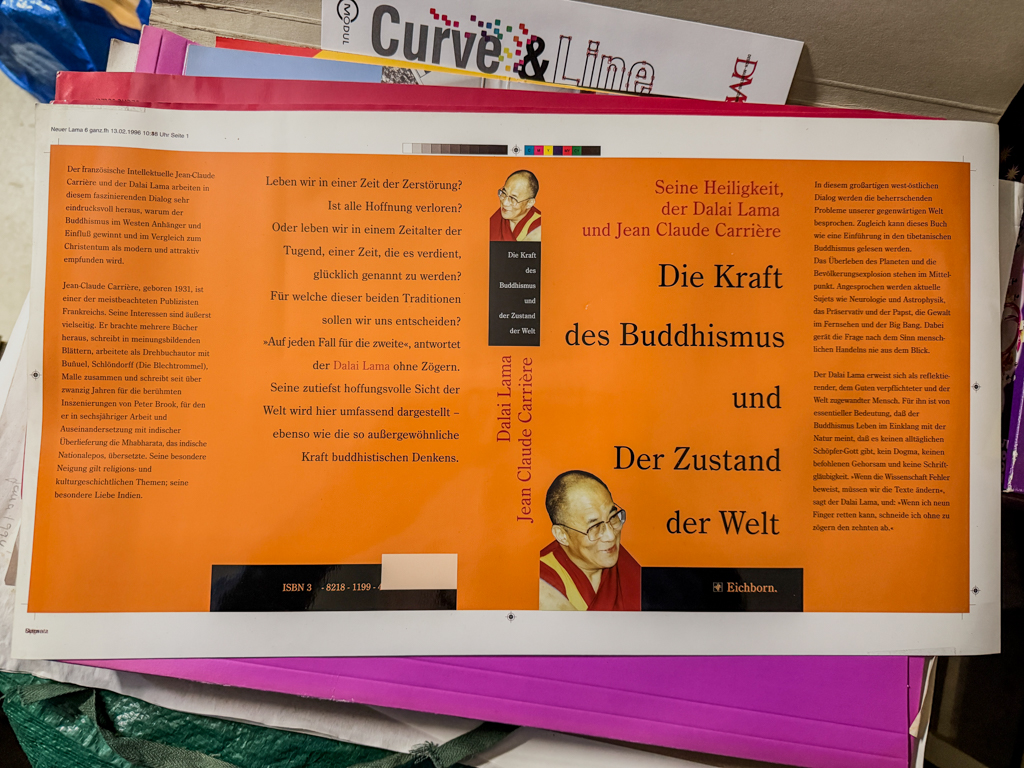 MODUL
Curve & Line
Neuer Lama 6 ganz.fh 13.02.1996 10: Uhr Seite 1
Der französische Intellektuelle Jean-Claude
Carrière und der Dalai Lama arbeiten in
diesem faszinierenden Dialog sehr
eindrucksvoll heraus, warum der
Buddhismus im Westen Anhänger und
Einfluß gewinnt und im Vergleich zum
Christentum als modern und attraktiv
empfunden wird.
Jean-Claude Carrière, geboren 1931, ist
einer der meistbeachteten Publizisten
Frankreichs. Seine Interessen sind äußerst
vielseitig. Er brachte mehrere Bücher
heraus, schreibt in meinungsbildenden
Blättern, arbeitete als Drehbuchautor mit
Buñuel, Schlöndorff (Die Blechtrommel),
Malle zusammen und schreibt seit über
zwanzig Jahren für die berühmten
Inszenierungen von Peter Brook, für den
er in sechsjähriger Arbeit und
Auseinandersetzung mit indischer
Überlieferung die Mhabharata, das indische
Nationalepos, übersetzte. Seine besondere
Neigung gilt religions- und
kulturgeschichtlichen Themen; seine
besondere Liebe Indien.
Leben wir in einer Zeit der Zerstörung?
Ist alle Hoffnung verloren?
Oder leben wir in einem Zeitalter der
Tugend, einer Zeit, die es verdient,
glücklich genannt zu werden?
Für welche dieser beiden Traditionen
sollen wir uns entscheiden?
»Auf jeden Fall für die zweite«, antwortet
der Dalai Lama ohne Zögern.
Seine zutiefst hoffnungsvolle Sicht der
Welt wird hier umfassend dargestellt –
ebenso wie die so außergewöhnliche
Kraft buddhistischen Denkens.
ISBN 3 - 8218 - 1199 - 4
Die Kraft
des
Buddhismus
und
der Zustand
der Welt
Dalai Lama
Jean Claude Carrière
Seine Heiligkeit,
der Dalai Lama
und Jean Claude Carrière
Die Kraft
des Buddhismus
und
Der Zustand
der Welt
Eichborn.
In diesem großartigen west-östlichen
Dialog werden die beherrschenden
Probleme unserer gegenwärtigen Welt
besprochen. Zugleich kann dieses Buch
wie eine Einführung in den tibetanischen
Buddhismus gelesen werden.
Das Überleben des Planeten und die
Bevölkerungsexplosion stehen im Mittel-
punkt. Angesprochen werden aktuelle
Sujets wie Neurologie und Astrophysik,
das Präservativ und der Papst, die Gewalt
im Fernsehen und der Big Bang. Dabei
gerät die Frage nach dem Sinn mensch-
lichen Handelns nie aus dem Blick.
Der Dalai Lama erweist sich als reflektie-
render, dem Guten verpflichteter und der
Welt zugewandter Mensch. Für ihn ist von
essentieller Bedeutung, daß der
Buddhismus Leben im Einklang mit der
Natur meint, daß es keinen alltäglichen
Schöpfer-Gott gibt, kein Dogma, keinen
befohlenen Gehorsam und keine Schrift-
gläubigkeit. »Wenn die Wissenschaft Fehler
beweist, müssen wir die Texte ändern«,
sagt der Dalai Lama, und: »Wenn ich neun
Finger retten kann, schneide ich ohne zu
zögern den zehnten ab.«